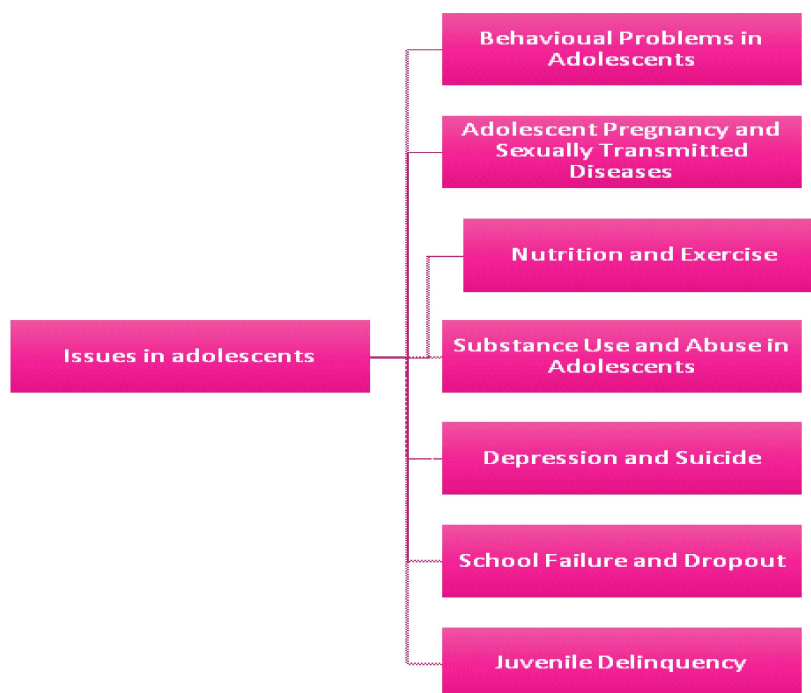 Behavioual Problems in
Adolescents
Adolescent Pregnancy and
Sexually Transmitted
Diseases
Nutrition and Exercise
Issues in adolescents
Substance Use and Abuse in
Adolescents
Depression and Suicide
School Failure and Dropout
Juvenile Delinquency